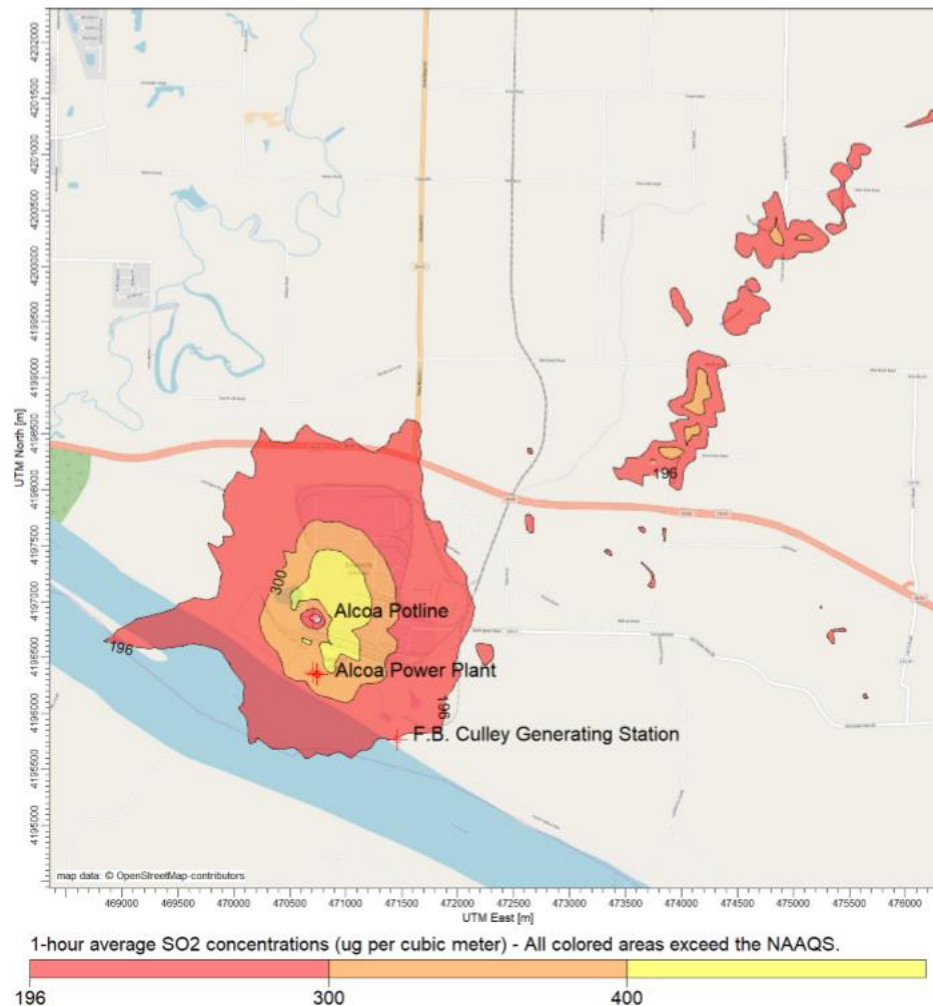 4202000
4201500
4201000
4200500
4200000
4199500
4199000
4198500
4198000
4197500
4197000
4196500
4196000
4195500
4195000
UTM North [m]
196
300
Alcoa Potline
196
Alcoa Power Plant
196
F.B. Culley Generating Station
map data: © OpenStreetMap-contributors
469000 469500 470000 470500 471000 471500 472000 472500 473000 473500 474000 474500 475000 475500 476000
UTM East [m]
1-hour average SO2 concentrations (ug per cubic meter) - All colored areas exceed the NAAQS.
196 300 400